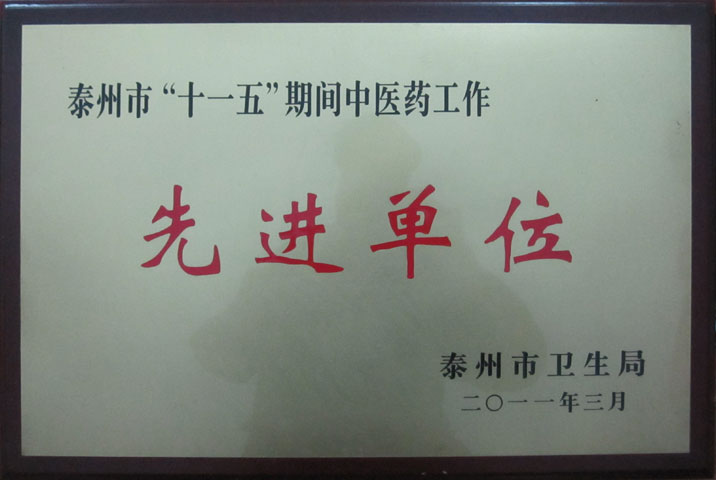 泰州市“十一五”期间中医药工作
先进单位
泰州市卫生局
二〇一一年三月